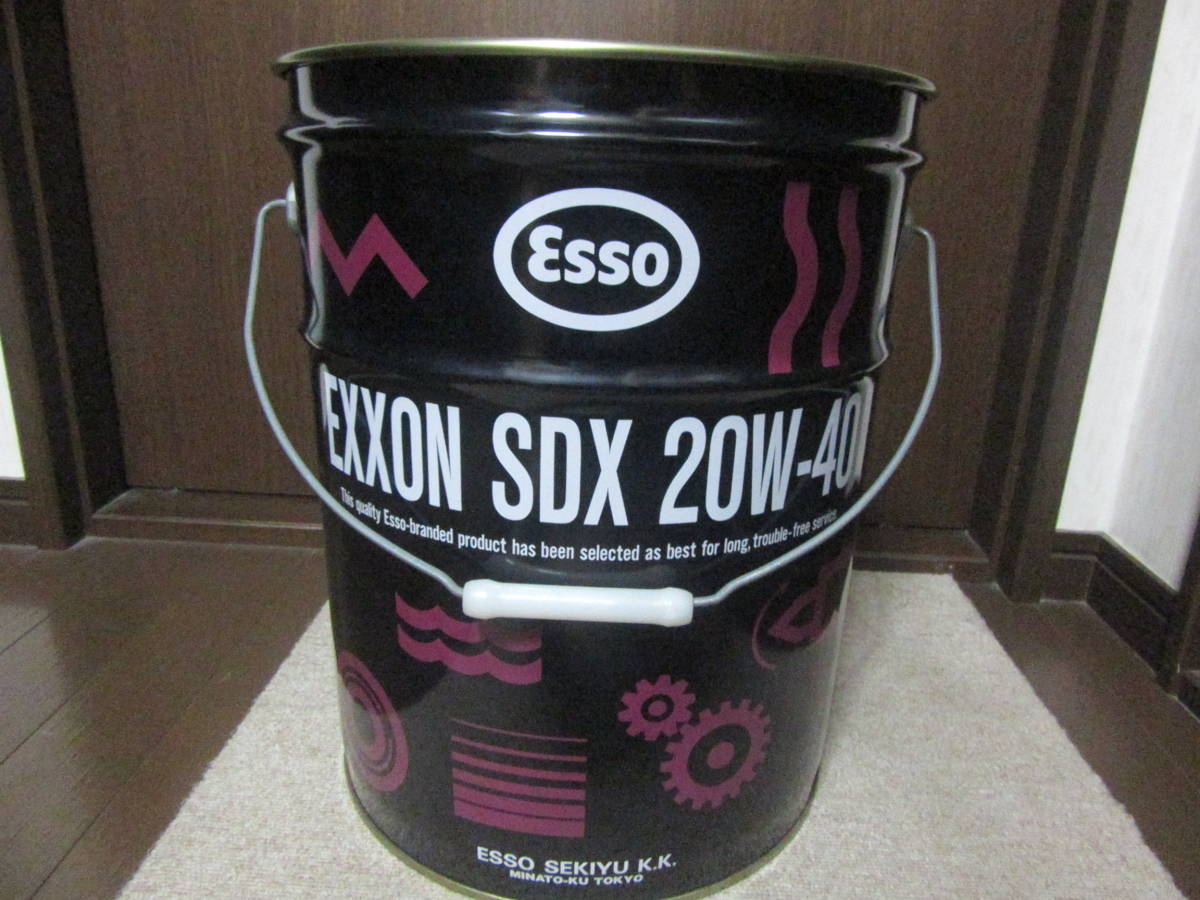 Esso
EXXON SDX 20W-40
This quality Esso-branded product has been selected as best for long, trouble-free service.
ESSO SEKIYU K.K.
MINATO-KU TOKYO